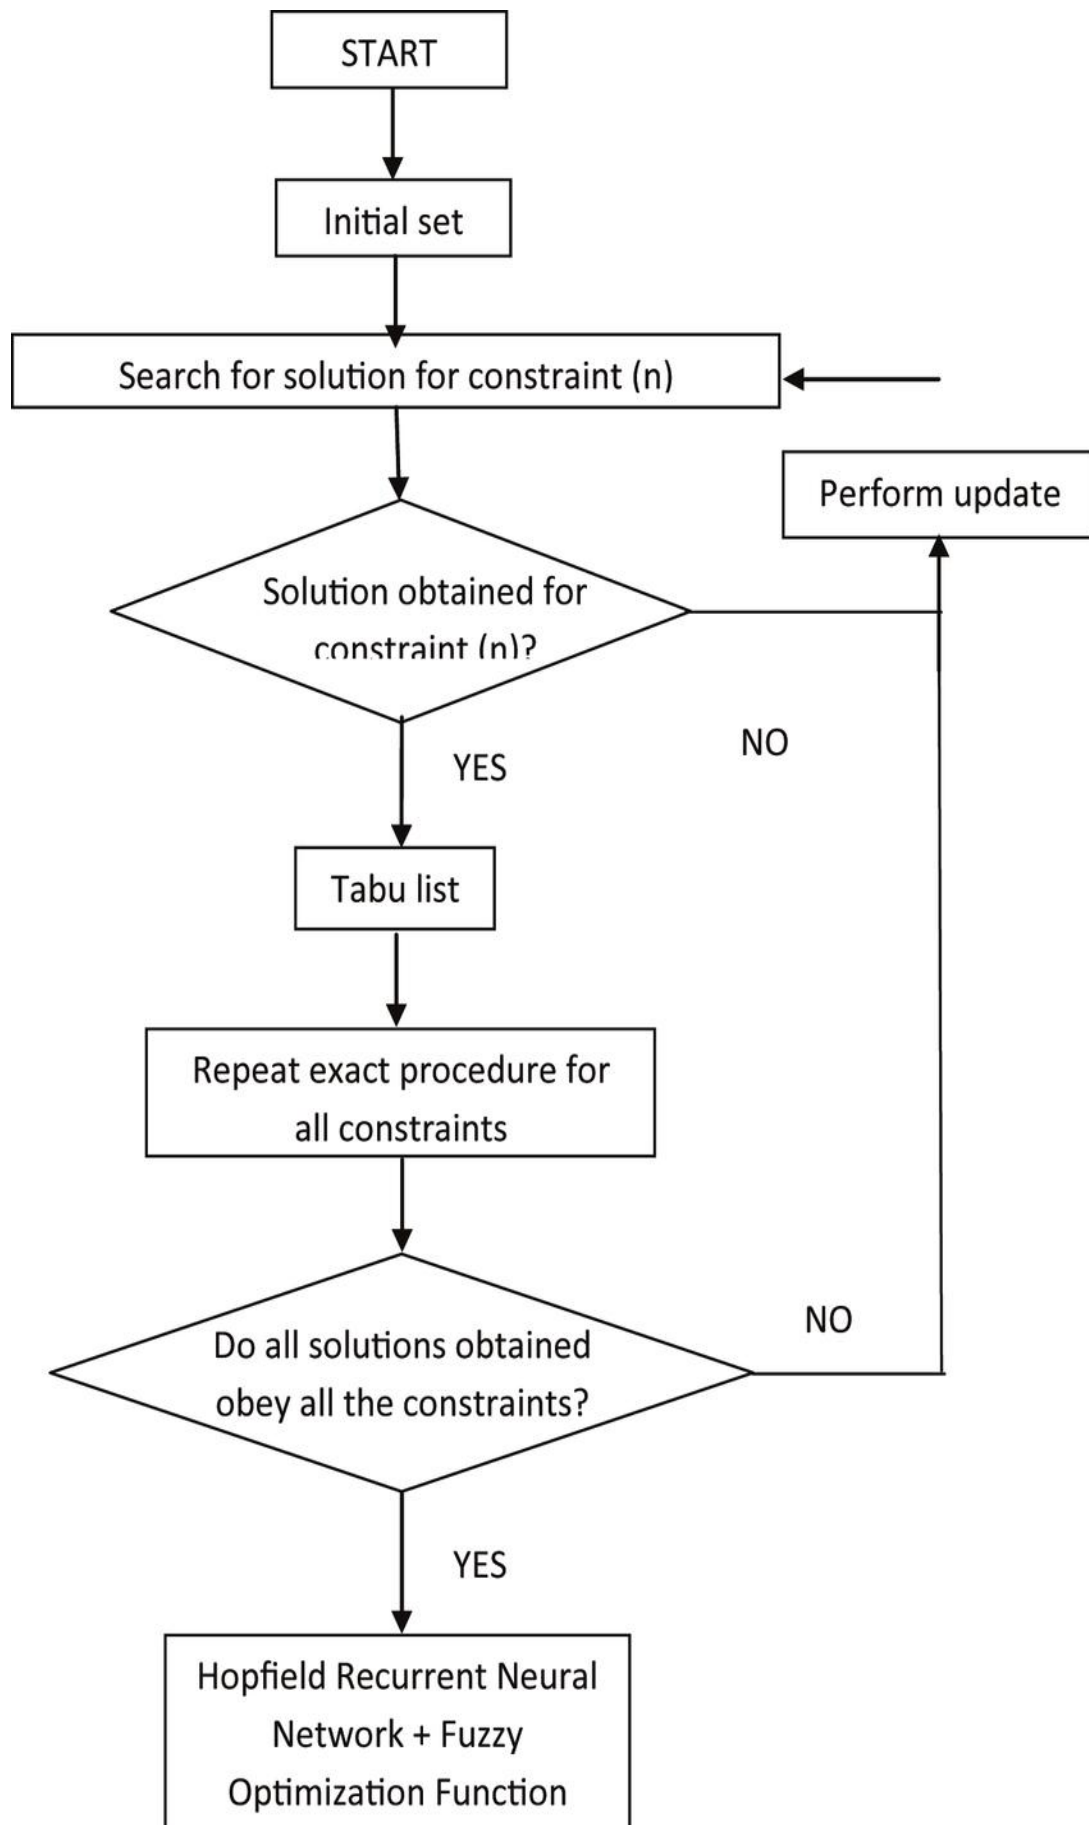 START
Initial set
Search for solution for constraint (n)
Perform update
Solution obtained for
constraint (n)?
NO
YES
Tabu list
Repeat exact procedure for
all constraints
NO
Do all solutions obtained
obey all the constraints?
YES
Hopfield Recurrent Neural
Network + Fuzzy
Optimization Function